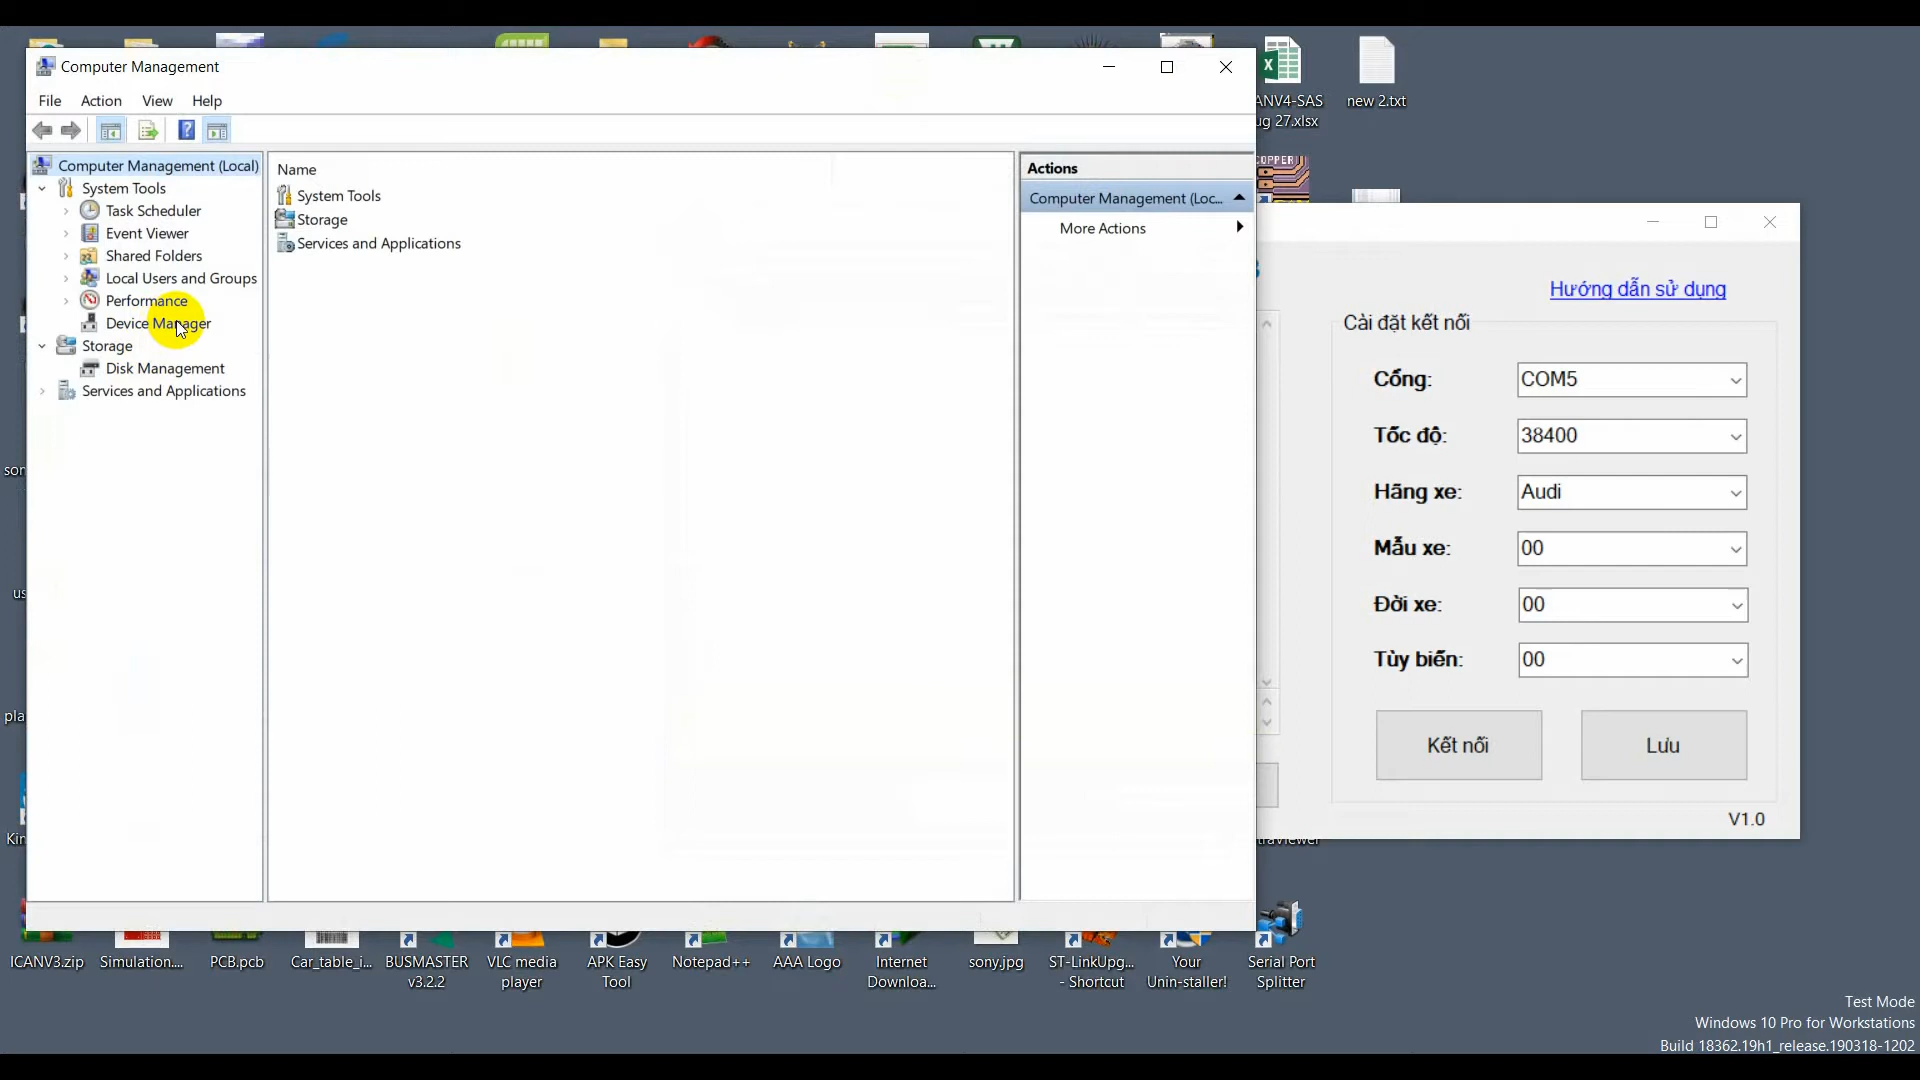 Computer Management
File Action View Help
Computer Management (Local)
System Tools
Task Scheduler
Event Viewer
Shared Folders
Local Users and Groups
Performance
Device Manager
Storage
Disk Management
Services and Applications
Name
System Tools
Storage
Services and Applications
Actions
Computer Management (Loc...
More Actions
ANV4-SAS
ug 27.xlsx
new 2.txt
COPPER
Hướng dẫn sử dụng
Cài đặt kết nối
Cổng: COM5
Tốc độ: 38400
Hãng xe: Audi
Mẫu xe: 00
Đời xe: 00
Tùy biến: 00
Kết nối Lưu
V1.0
son
us
pla
Kin
ICANV3.zip
Simulation....
PCB.pcb
Car_table_i...
BUSMASTER
v3.2.2
VLC media
player
APK Easy
Tool
Notepad++
AAA Logo
Internet
Downloa...
sony.jpg
ST-LinkUpg...
- Shortcut
Your
Unin-staller!
Serial Port
Splitter
Test Mode
Windows 10 Pro for Workstations
Build 18362.19h1_release.190318-1202